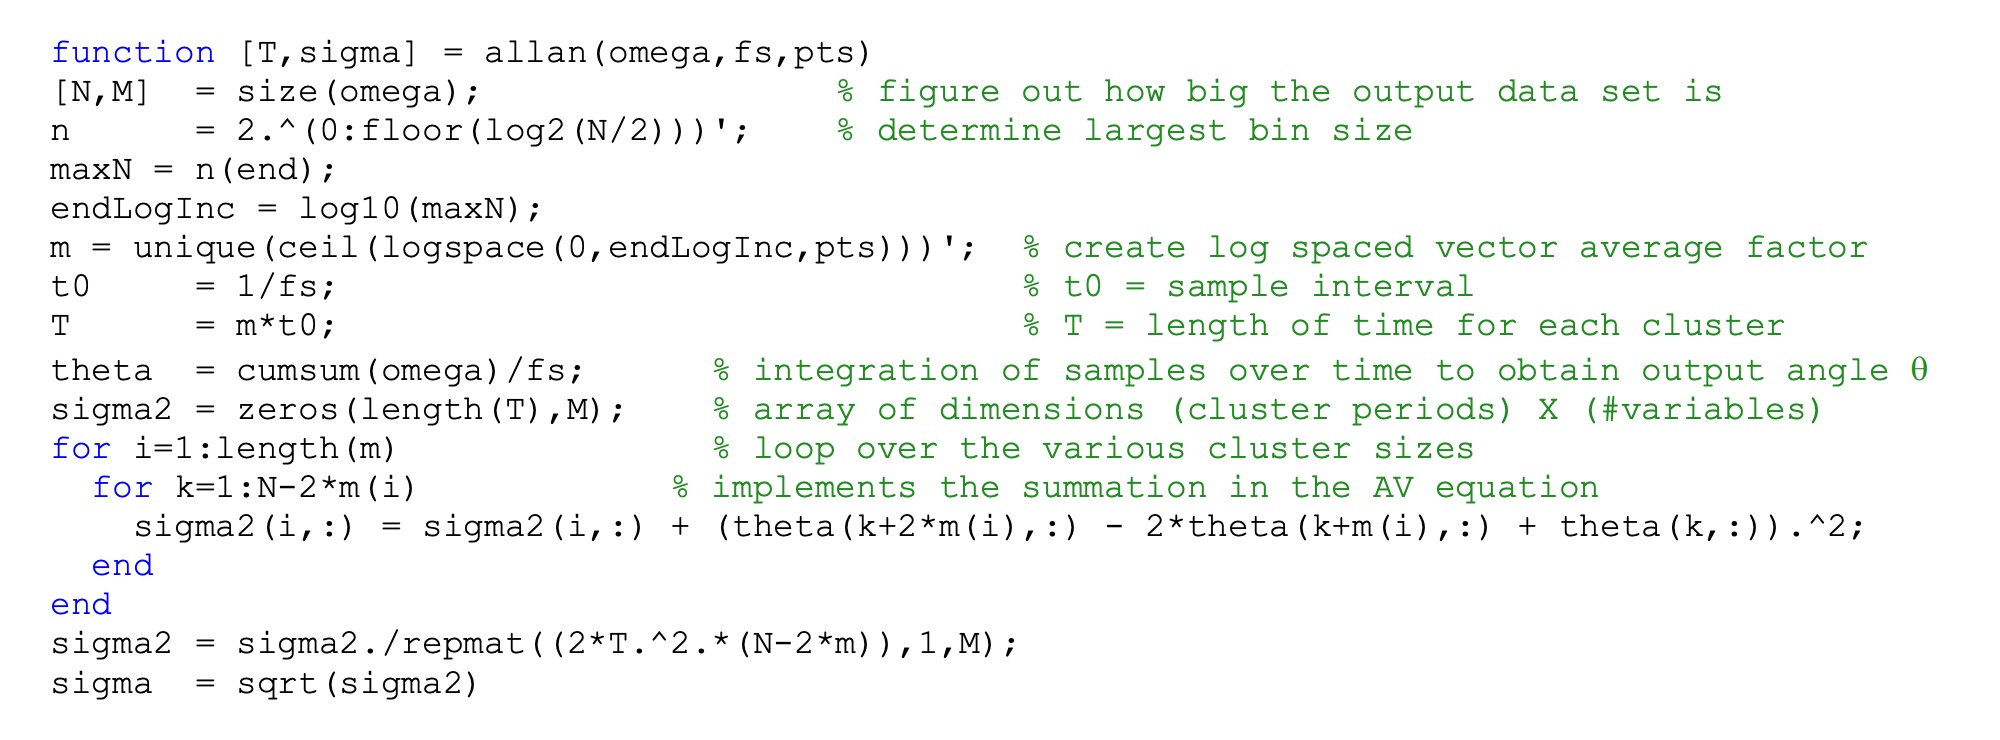 function [T,sigma] = allan(omega,fs,pts)
[N,M]  = size(omega);                 % figure out how big the output data set is
n      = 2.^(0:floor(log2(N/2)))';    % determine largest bin size
maxN = n(end);
endLogInc = log10(maxN);
m = unique(ceil(logspace(0,endLogInc,pts)))';  % create log spaced vector average factor
t0     = 1/fs;                                 % t0 = sample interval
T      = m*t0;                                 % T = length of time for each cluster
theta  = cumsum(omega)/fs;      % integration of samples over time to obtain output angle θ
sigma2 = zeros(length(T),M);    % array of dimensions (cluster periods) X (#variables)
for i=1:length(m)               % loop over the various cluster sizes
  for k=1:N-2*m(i)            % implements the summation in the AV equation
    sigma2(i,:) = sigma2(i,:) + (theta(k+2*m(i),:) - 2*theta(k+m(i),:) + theta(k,:)).^2;
  end
end
sigma2 = sigma2./repmat((2*T.^2.*(N-2*m)),1,M);
sigma  = sqrt(sigma2)